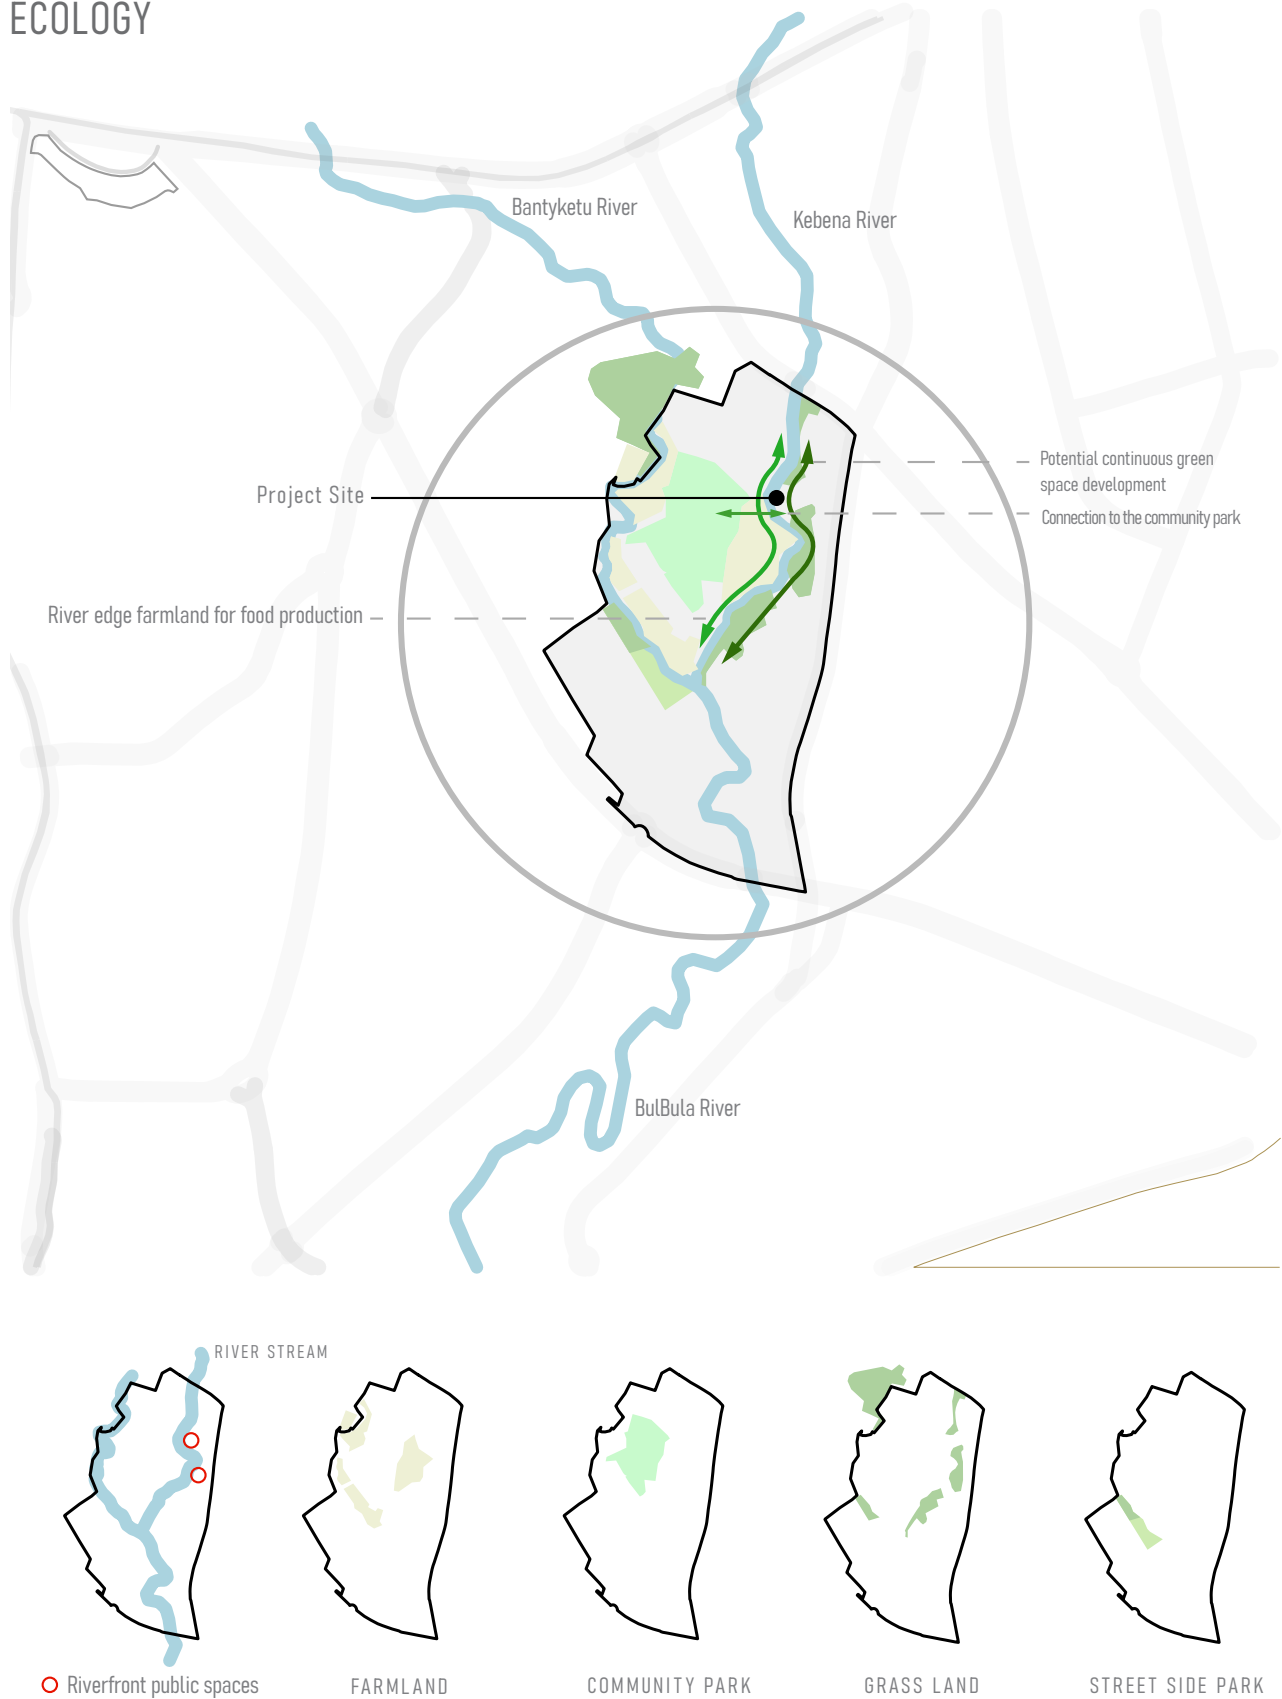 ECOLOGY
Bantyketu River
Kebena River
Potential continuous green
space development
Project Site
Connection to the community park
River edge farmland for food production
BulBula River
RIVER STREAM
Riverfront public spaces
FARMLAND
COMMUNITY PARK
GRASS LAND
STREET SIDE PARK